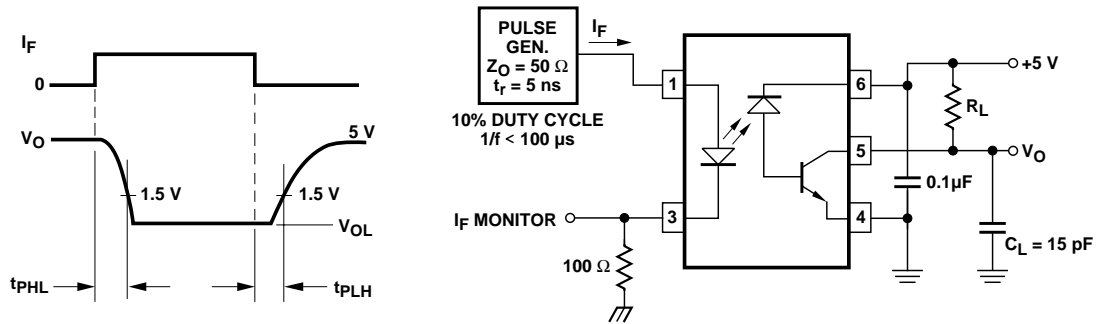 I_F
0
V_O
5 V
1.5 V
1.5 V
V_OL
t_PHL
t_PLH
PULSE
GEN.
Z_O = 50 Ω
t_r = 5 ns
10% DUTY CYCLE
1/f < 100 µs
I_F
1
3
6
5
4
+5 V
R_L
V_O
0.1µF
C_L = 15 pF
I_F MONITOR
100 Ω